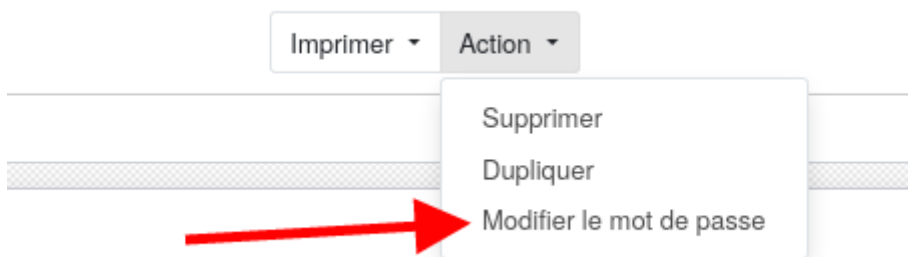 Imprimer Action
Supprimer
Dupliquer
Modifier le mot de passe